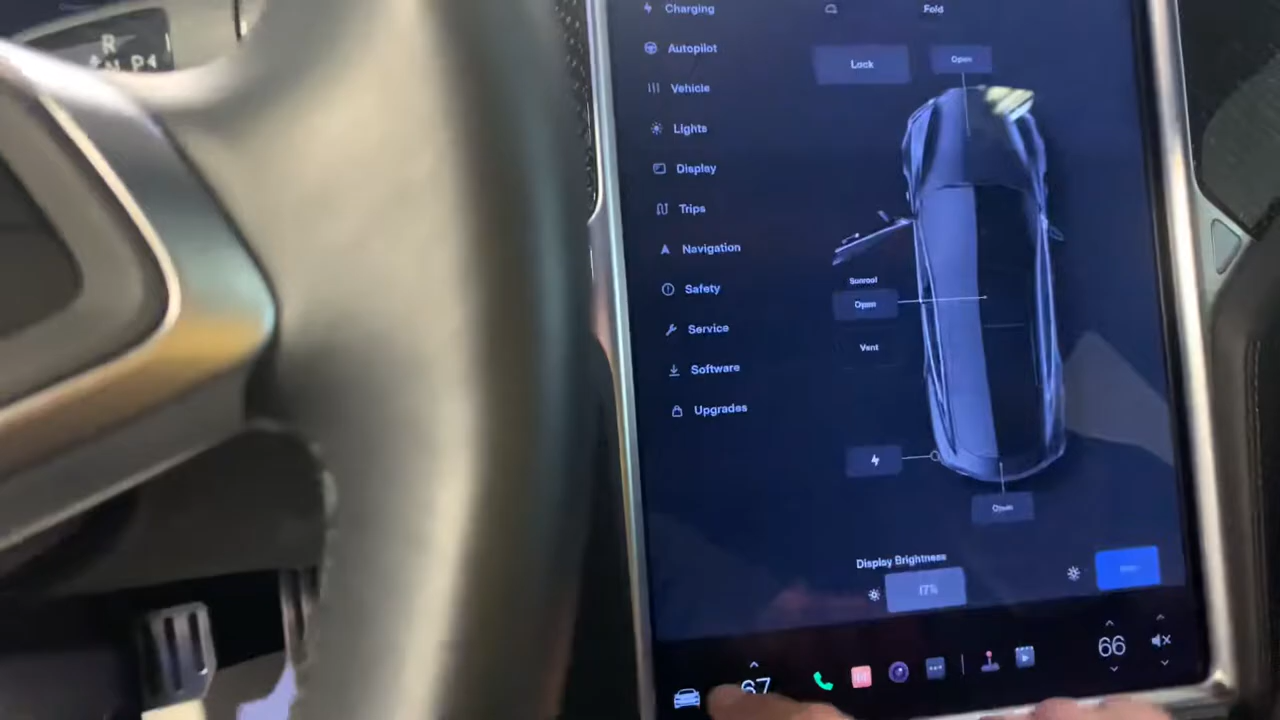 Charging
Fold
Autopilot
Lock
Open
Vehicle
Lights
Display
Trips
Navigation
Sunroof
Safety
Open
Service
Vent
Software
Upgrades
Open
Display Brightness
17%
66
67
R
N P